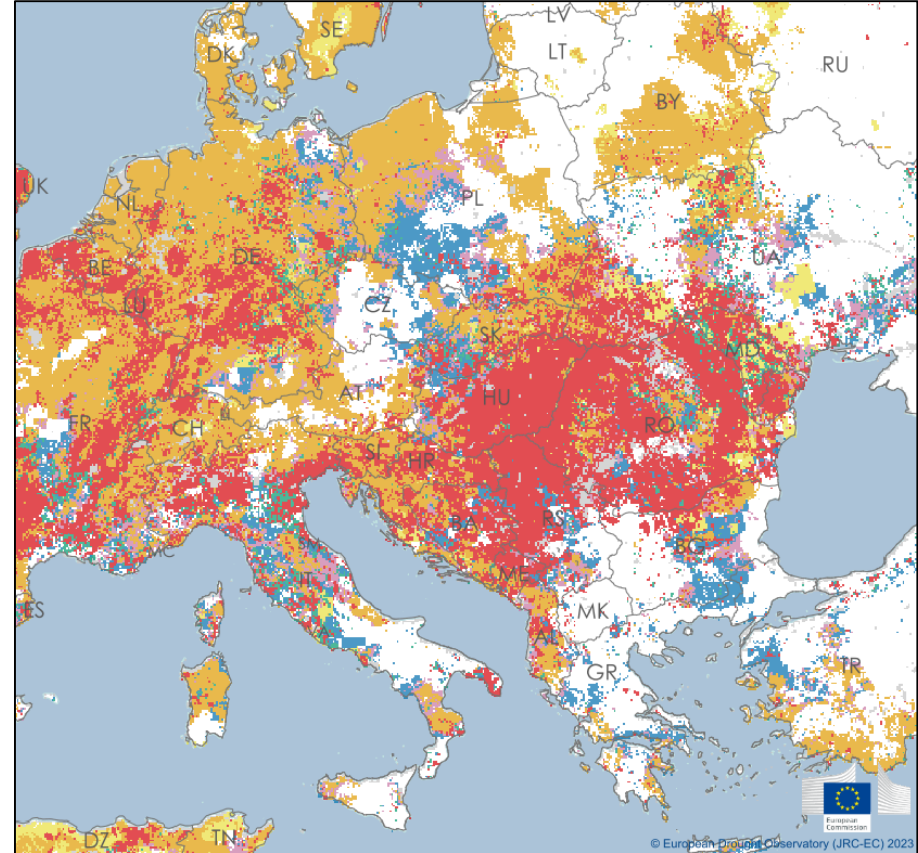 LV
SE
LT
DK
RU
BY
UK
NL
PL
BE
DE
UA
LU
CZ
SK
MD
AT
HU
FR
CH
RO
SI
HR
BA
RS
BG
MC
SM
IT
ME
MK
ES
AL
GR
TR
DZ
TN
European
Commission
© European Drought Observatory (JRC-EC) 2023